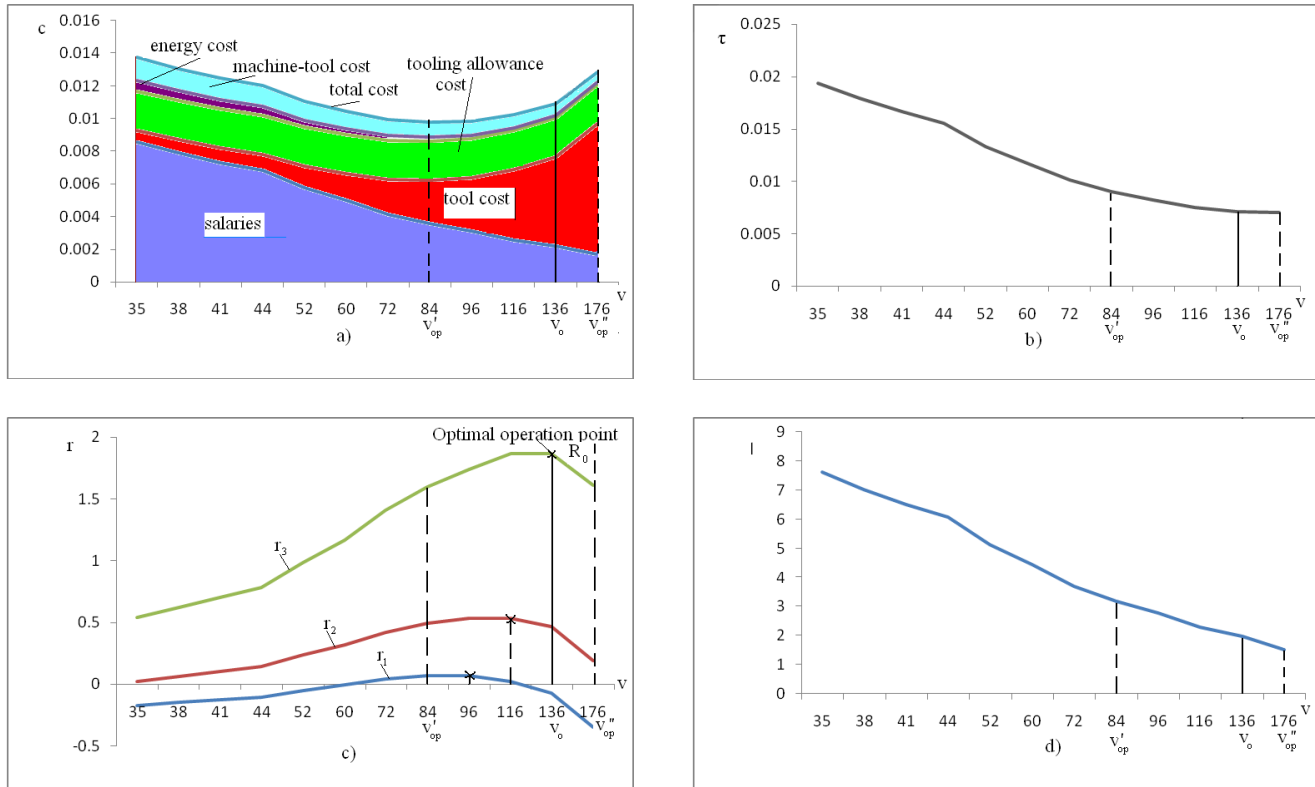 c
0.016
0.014
0.012
0.01
0.008
0.006
0.004
0.002
0
energy cost
machine-tool cost
total cost
tooling allowance
cost
tool cost
salaries
35 38 41 44 52 60 72 84 96 116 136 176 v
v'op vo v''op
a)
τ
0.025
0.02
0.015
0.01
0.005
0
35 38 41 44 52 60 72 84 96 116 136 176 v
v'op vo v''op
b)
r
2
1.5
1
0.5
0
-0.5
Optimal operation point
R0
r3
r2
r1
35 38 41 44 52 60 72 84 96 116 136 176 v
v'op vo v''op
c)
l
9
8
7
6
5
4
3
2
1
0
35 38 41 44 52 60 72 84 96 116 136 176 v
v'op vo v''op
d)